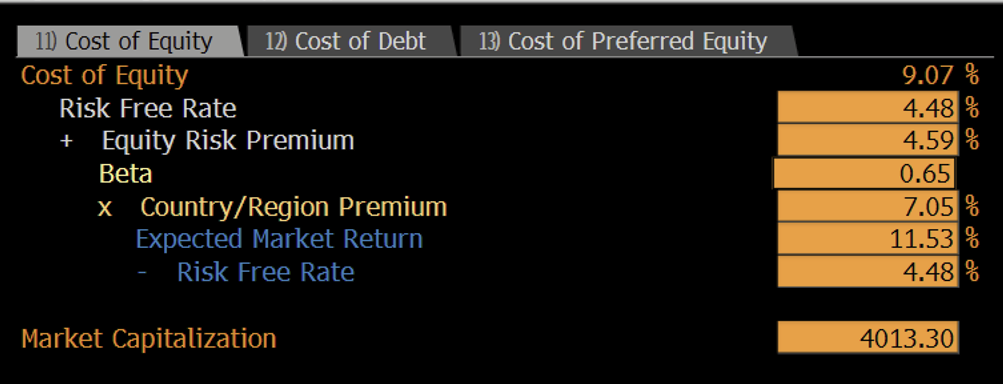 11) Cost of Equity 12) Cost of Debt 13) Cost of Preferred Equity
Cost of Equity 9.07 %
Risk Free Rate 4.48 %
+ Equity Risk Premium 4.59 %
Beta 0.65
x Country/Region Premium 7.05 %
Expected Market Return 11.53 %
- Risk Free Rate 4.48 %
Market Capitalization 4013.30